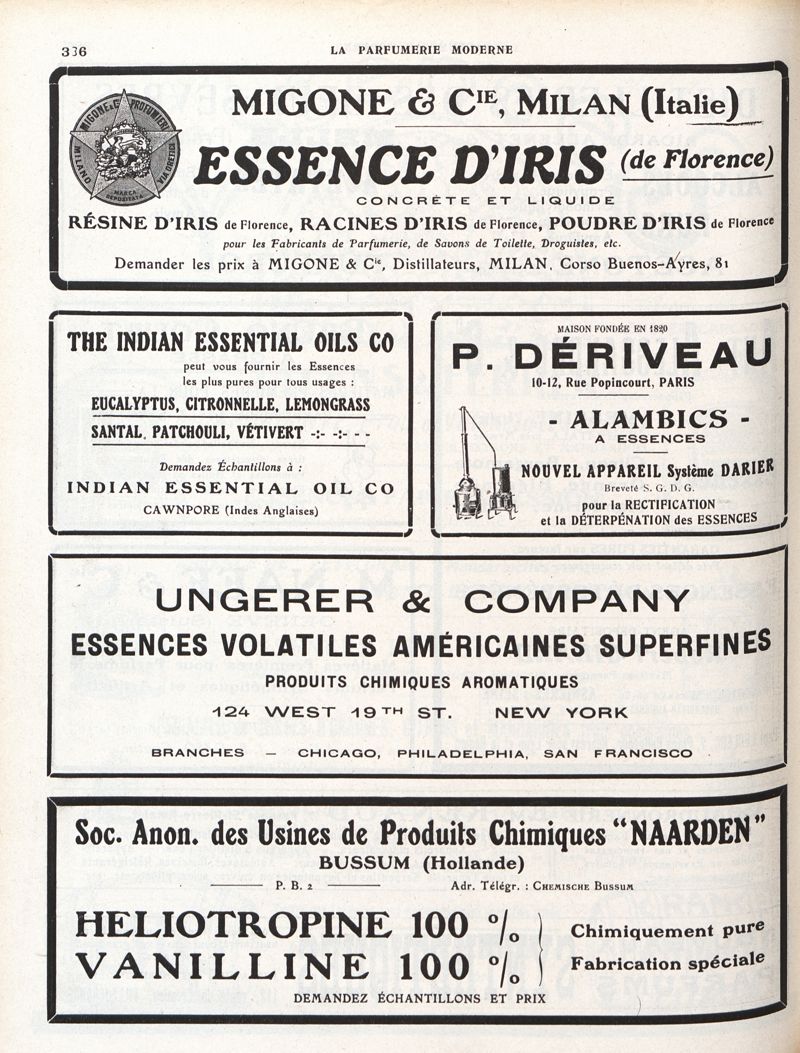 336
LA PARFUMERIE MODERNE
MIGONE & C
PROFUMIERI
MILANO
VIA OREFICI
MARCA
DEPOSITATA
MIGONE & CIE, MILAN (Italie)
ESSENCE D'IRIS (de Florence)
CONCRÈTE ET LIQUIDE
RÉSINE D'IRIS de Florence, RACINES D'IRIS de Florence, POUDRE D'IRIS de Florence
pour les Fabricants de Parfumerie, de Savons de Toilette, Droguistes, etc.
Demander les prix à MIGONE & Cie, Distillateurs, MILAN, Corso Buenos-Ayres, 81
THE INDIAN ESSENTIAL OILS CO
peut vous fournir les Essences
les plus pures pour tous usages :
EUCALYPTUS, CITRONNELLE, LEMONGRASS
SANTAL, PATCHOULI, VÉTIVERT -:- -:- - -
Demandez Échantillons à :
INDIAN ESSENTIAL OIL CO
CAWNPORE (Indes Anglaises)
MAISON FONDÉE EN 1820
P. DÉRIVEAU
10-12, Rue Popincourt, PARIS
- ALAMBICS -
A ESSENCES
NOUVEL APPAREIL Système DARIER
Breveté S. G. D. G.
pour la RECTIFICATION
et la DÉTERPÉNATION des ESSENCES
UNGERER & COMPANY
ESSENCES VOLATILES AMÉRICAINES SUPERFINES
PRODUITS CHIMIQUES AROMATIQUES
124 WEST 19TH ST. NEW YORK
BRANCHES — CHICAGO, PHILADELPHIA, SAN FRANCISCO
Soc. Anon. des Usines de Produits Chimiques "NAARDEN"
BUSSUM (Hollande)
P. B. 2 Adr. Télégr. : CHEMISCHE BUSSUM
HELIOTROPINE 100 % } Chimiquement pure
VANILLINE 100 % } Fabrication spéciale
DEMANDEZ ÉCHANTILLONS ET PRIX